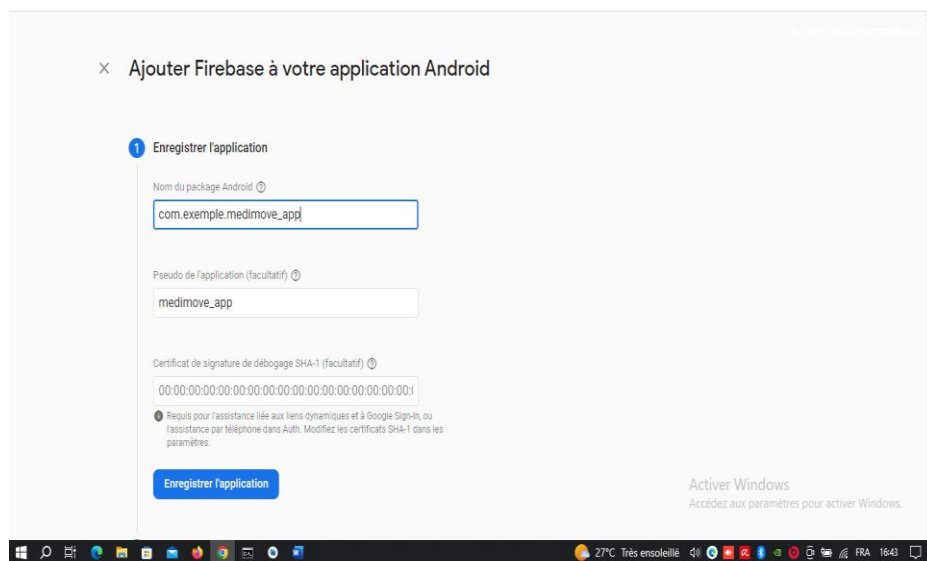 Ajouter Firebase à votre application Android
1 Enregistrer l'application
Nom du package Android
com.exemple.medimove_app
Pseudo de l'application (facultatif)
medimove_app
Certificat de signature de débogage SHA-1 (facultatif)
00:00:00:00:00:00:00:00:00:00:00:00:00:00:00:00:00:
Requis pour l'assistance liée aux liens dynamiques et à Google Sign-In, ou
l'assistance par téléphone dans Auth. Modifiez les certificats SHA-1 dans les
paramètres.
Enregistrer l'application
Activer Windows
Accédez aux paramètres pour activer Windows.
27°C Très ensoleillé FRA 16:43